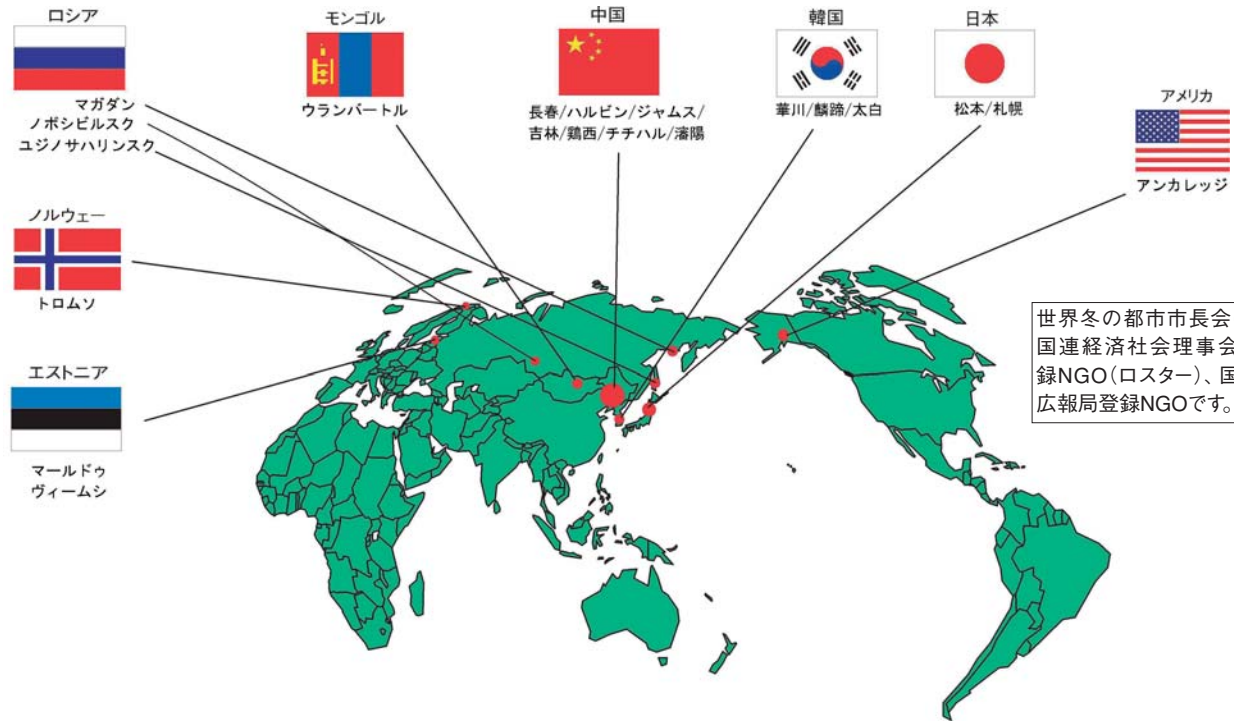 ロシア
マガダン
ノボシビルスク
ユジノサハリンスク
モンゴル
ウランバートル
中国
長春/ハルビン/ジャムス/
吉林/鶏西/チチハル/瀋陽
韓国
華川/麟蹄/太白
日本
松本/札幌
アメリカ
アンカレッジ
ノルウェー
トロムソ
エストニア
マールドゥ
ヴィームシ
世界冬の都市市長会
国連経済社会理事会
録NGO(ロスター)、国
広報局登録NGOです。